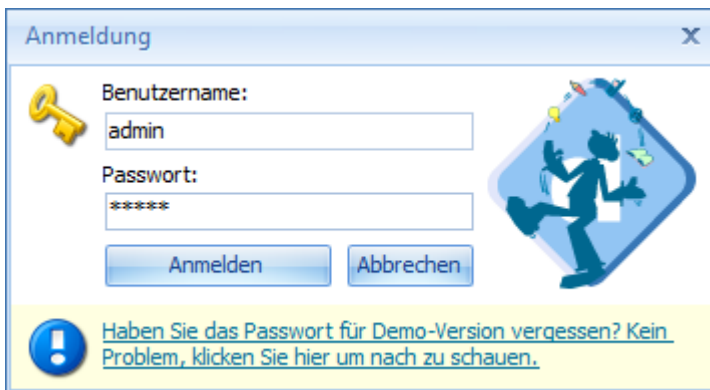 Anmeldung
Benutzername:
admin
Passwort:
*****
Anmelden Abbrechen
Haben Sie das Passwort für Demo-Version vergessen? Kein
Problem, klicken Sie hier um nach zu schauen.